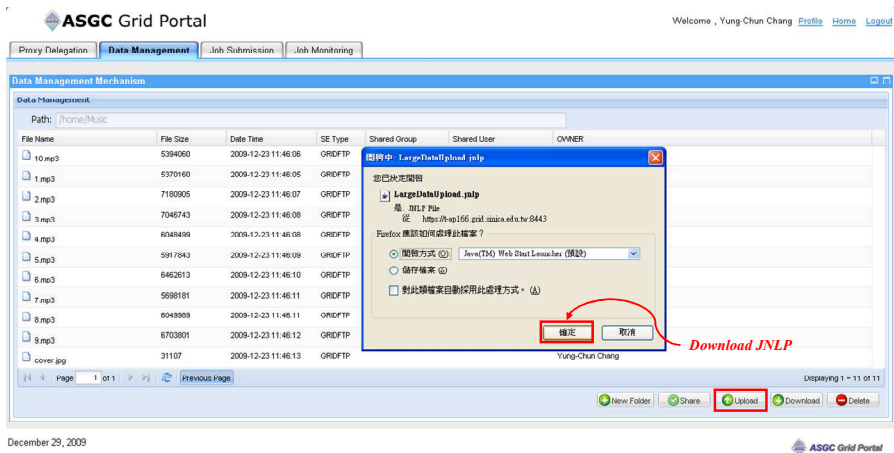 ASGC Grid Portal
Welcome , Yung-Chun Chang Profile Home Logout
Proxy Delegation Data Management Job Submission Job Monitoring
Data Management Mechanism
Data Management
Path: /home/Music
File Name File Size Date Time SE Type Shared Group Shared User OWNER
10.mp3 5394060 2009-12-23 11:46:06 GRIDFTP
1.mp3 5370160 2009-12-23 11:46:05 GRIDFTP
2.mp3 7180905 2009-12-23 11:46:07 GRIDFTP
3.mp3 7046743 2009-12-23 11:46:08 GRIDFTP
4.mp3 6048499 2009-12-23 11:46:08 GRIDFTP
5.mp3 5917843 2009-12-23 11:46:09 GRIDFTP
6.mp3 6462613 2009-12-23 11:46:10 GRIDFTP
7.mp3 5698181 2009-12-23 11:46:11 GRIDFTP
8.mp3 2009-12-23 11:46:11 GRIDFTP
9.mp3 6703801 2009-12-23 11:46:12 GRIDFTP
cover.jpg 31107 2009-12-23 11:46:13 GRIDFTP Yung-Chun Chang
開啟中: LargeDataUpload.jnlp
您已決定開啟
LargeDataUpload.jnlp
是: JNLP File
從 https://t-ap166.grid.sinica.edu.tw:8443
Firefox 應該如何處理此檔案？
開啟方式 (O) Java(TM) Web Start Launcher (預設)
儲存檔案 (S)
對此類檔案自動採用此處理方式。(A)
確定 取消
Download JNLP
Page 1 of 1 Previous Page Displaying 1 - 11 of 11
New Folder Share Upload Download Delete
December 29, 2009
ASGC Grid Portal